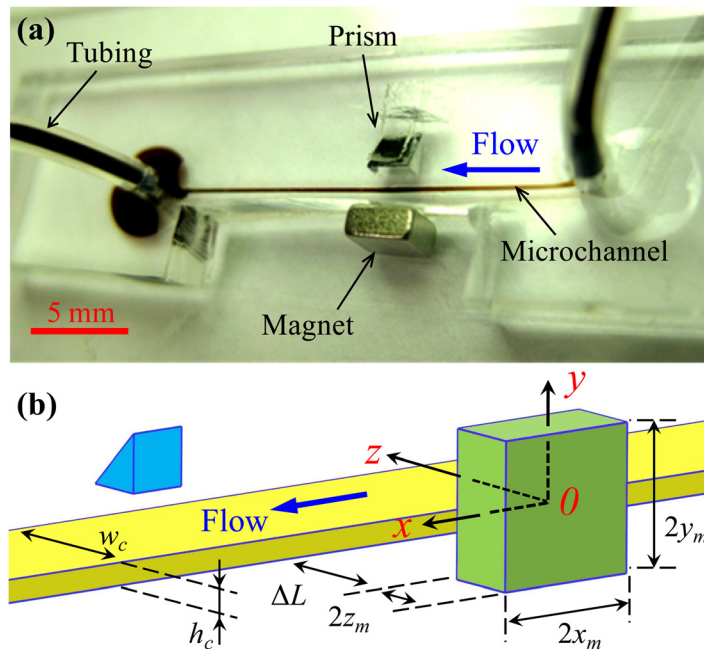 (a)
Tubing
Prism
Flow
Microchannel
Magnet
5 mm
(b)
y
z
x
0
Flow
w_c
h_c
ΔL
2z_m
2x_m
2y_m